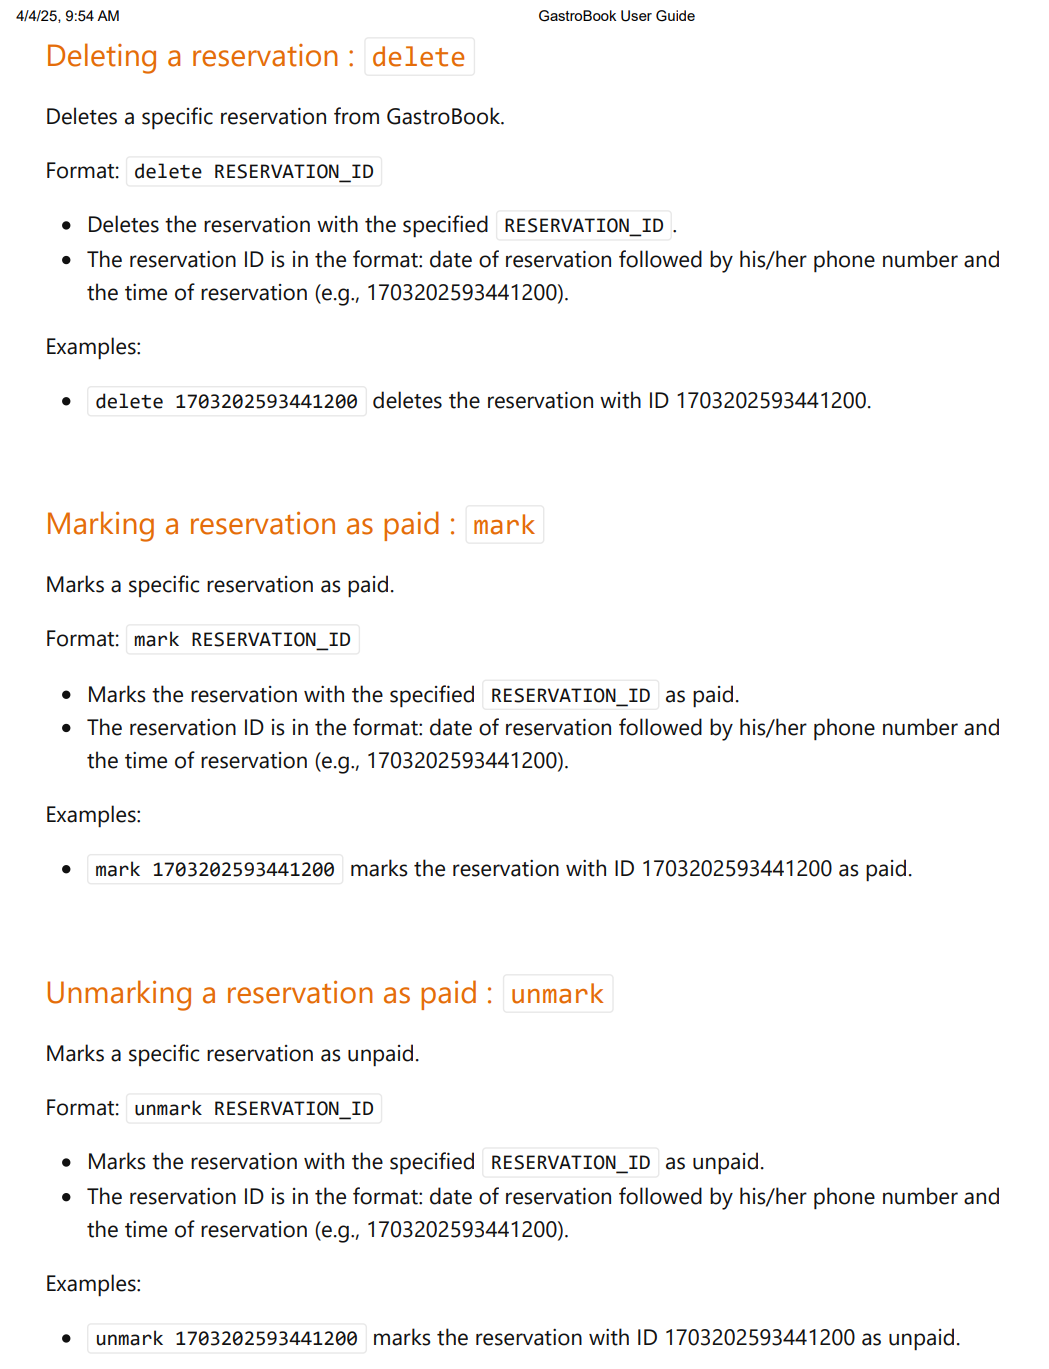 4/4/25, 9:54 AM
GastroBook User Guide
Deleting a reservation : delete
Deletes a specific reservation from GastroBook.
Format: delete RESERVATION_ID
• Deletes the reservation with the specified RESERVATION_ID.
• The reservation ID is in the format: date of reservation followed by his/her phone number and
the time of reservation (e.g., 1703202593441200).
Examples:
• delete 1703202593441200 deletes the reservation with ID 1703202593441200.
Marking a reservation as paid : mark
Marks a specific reservation as paid.
Format: mark RESERVATION_ID
• Marks the reservation with the specified RESERVATION_ID as paid.
• The reservation ID is in the format: date of reservation followed by his/her phone number and
the time of reservation (e.g., 1703202593441200).
Examples:
• mark 1703202593441200 marks the reservation with ID 1703202593441200 as paid.
Unmarking a reservation as paid : unmark
Marks a specific reservation as unpaid.
Format: unmark RESERVATION_ID
• Marks the reservation with the specified RESERVATION_ID as unpaid.
• The reservation ID is in the format: date of reservation followed by his/her phone number and
the time of reservation (e.g., 1703202593441200).
Examples:
• unmark 1703202593441200 marks the reservation with ID 1703202593441200 as unpaid.